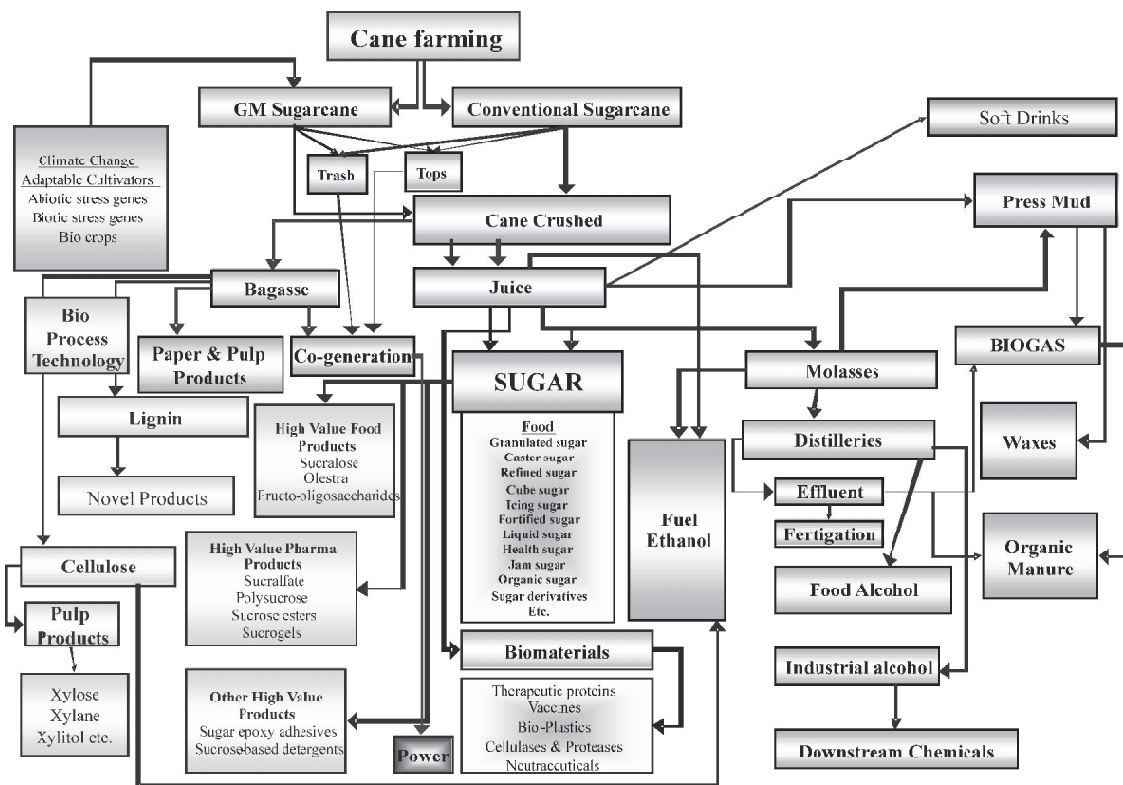 Cane farming
GM Sugarcane
Conventional Sugarcane
Soft Drinks
Climate Change
Adaptable Cultivators
Abiotic stress genes
Biotic stress genes
Bio crops
Trash
Tops
Press Mud
Cane Crushed
Bagasse
Juice
Bio
Process
Technology
Paper & Pulp
Products
Co-generation
SUGAR
Molasses
BIOGAS
Lignin
High Value Food
Products
Sucralose
Olestra
Fructo-oligosaccharides
Food
Granulated sugar
Caster sugar
Refined sugar
Cube sugar
Icing sugar
Fortified sugar
Liquid sugar
Health sugar
Jam sugar
Organic sugar
Sugar derivatives
Etc.
Distilleries
Waxes
Novel Products
Fuel
Ethanol
Effluent
Fertigation
Organic
Manure
Cellulose
High Value Pharma
Products
Sucralfate
Polysucrose
Sucrose esters
Sucrogels
Food Alcohol
Pulp
Products
Biomaterials
Industrial alcohol
Xylose
Xylane
Xylitol etc.
Other High Value
Products
Sugar epoxy adhesives
Sucrose-based detergents
Power
Therapeutic proteins
Vaccines
Bio-Plastics
Cellulases & Proteases
Neutraceuticals
Downstream Chemicals